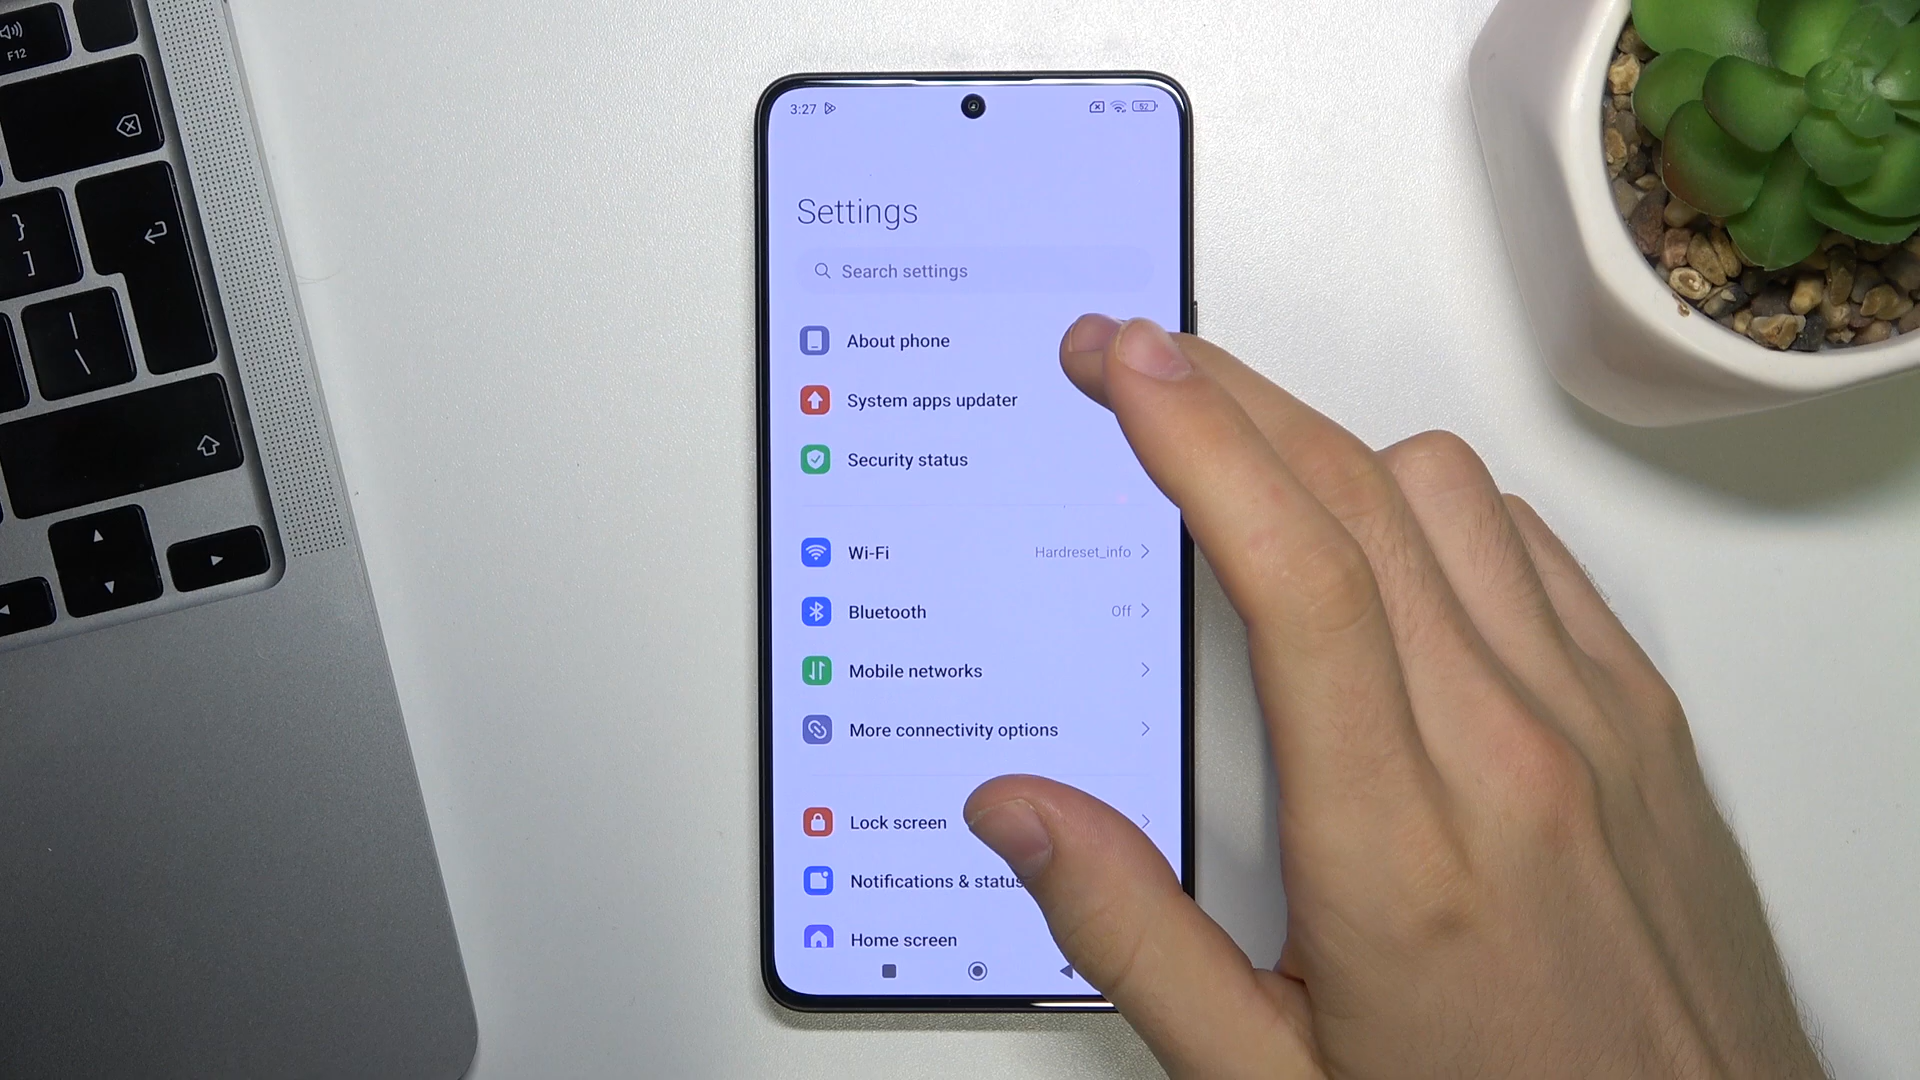 F12
}
]
|
\
3:27
52
Settings
Search settings
About phone
System apps updater
Security status
Wi-Fi Hardreset_info
Bluetooth Off
Mobile networks
More connectivity options
Lock screen
Notifications & status
Home screen